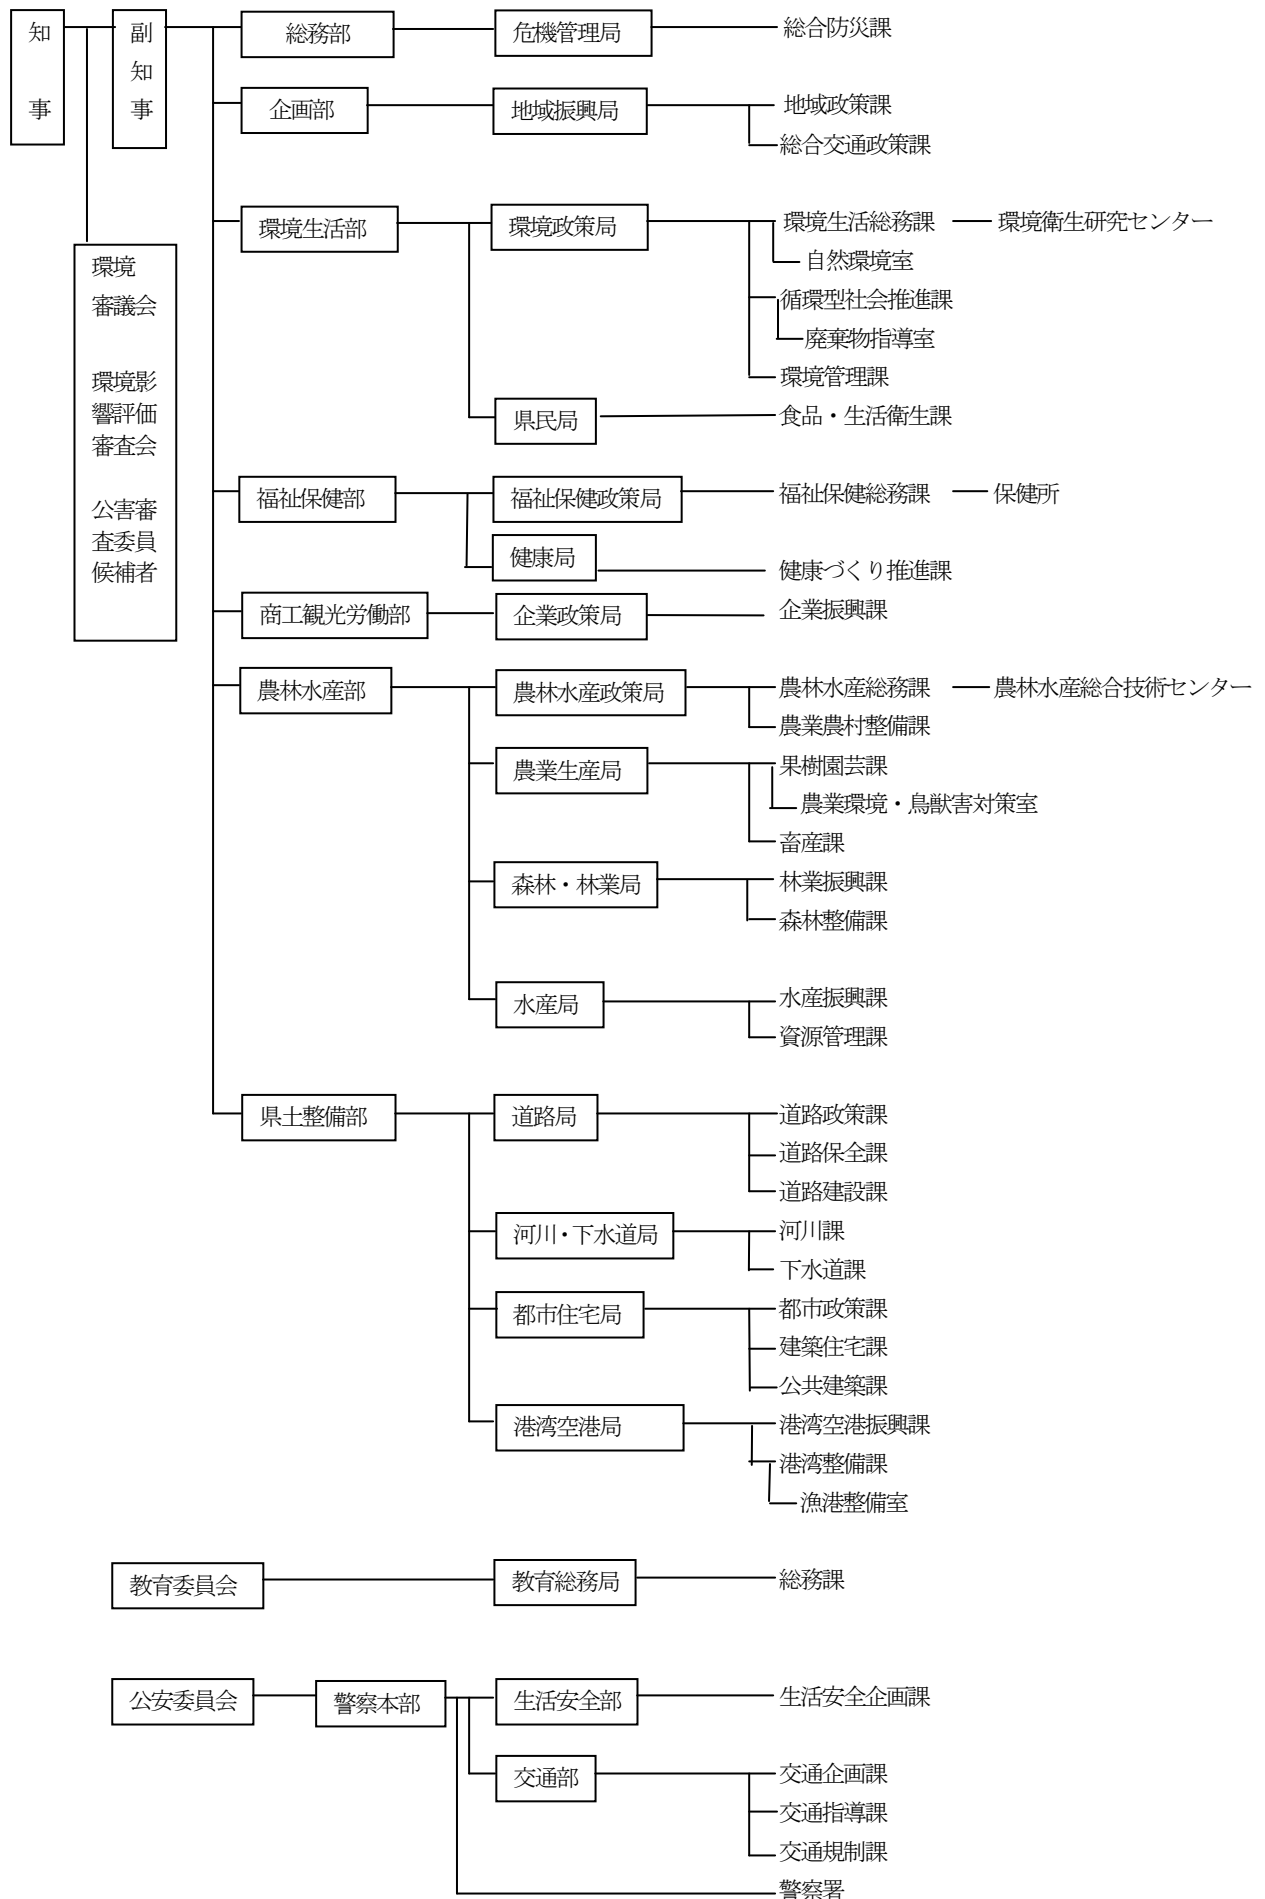 知事
副知事
総務部
危機管理局
総合防災課
企画部
地域振興局
地域政策課
総合交通政策課
環境生活部
環境政策局
環境生活総務課
環境衛生研究センター
自然環境室
循環型社会推進課
廃棄物指導室
環境管理課
県民局
食品・生活衛生課
環境
審議会
環境影
響評価
審査会
公害審
査委員
候補者
福祉保健部
福祉保健政策局
福祉保健総務課
保健所
健康局
健康づくり推進課
商工観光労働部
企業政策局
企業振興課
農林水産部
農林水産政策局
農林水産総務課
農林水産総合技術センター
農業農村整備課
農業生産局
果樹園芸課
農業環境・鳥獣害対策室
畜産課
森林・林業局
林業振興課
森林整備課
水産局
水産振興課
資源管理課
県土整備部
道路局
道路政策課
道路保全課
道路建設課
河川・下水道局
河川課
下水道課
都市住宅局
都市政策課
建築住宅課
公共建築課
港湾空港局
港湾空港振興課
港湾整備課
漁港整備室
教育委員会
教育総務局
総務課
公安委員会
警察本部
生活安全部
生活安全企画課
交通部
交通企画課
交通指導課
交通規制課
警察署